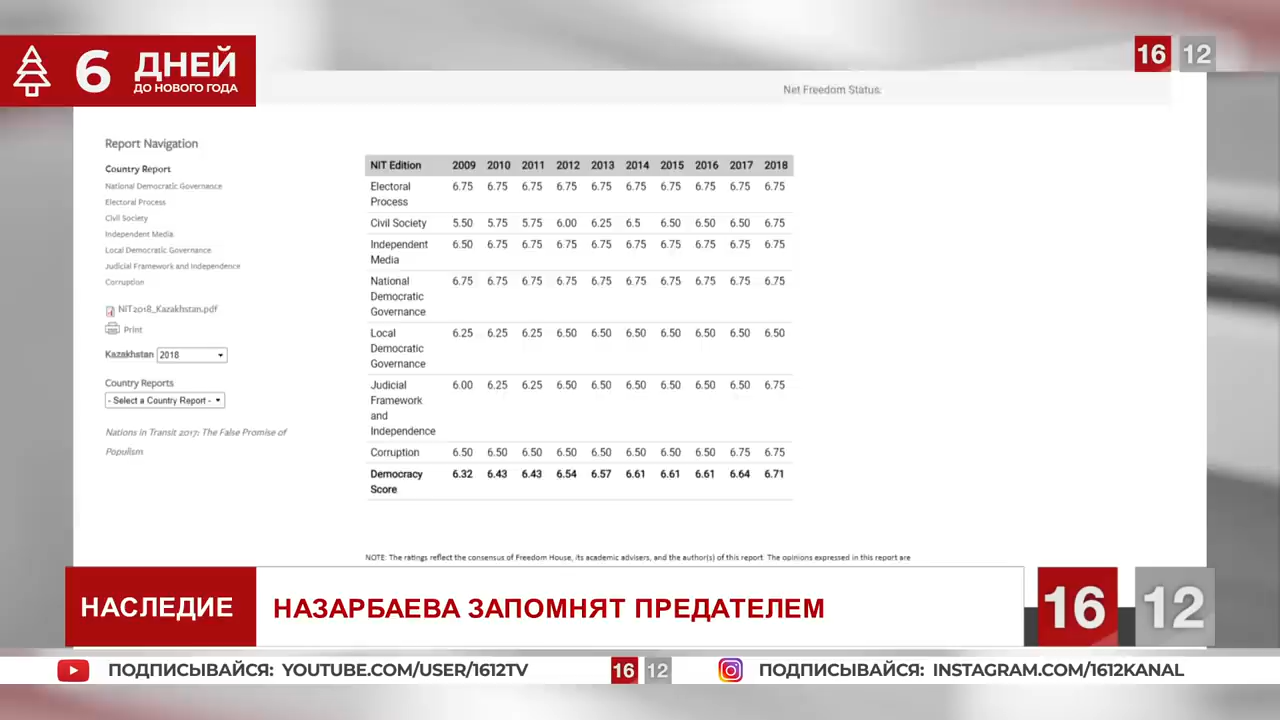 6 ДНЕЙ
ДО НОВОГО ГОДА
16 12
Net Freedom Status:
Report Navigation
Country Report
National Democratic Governance
Electoral Process
Civil Society
Independent Media
Local Democratic Governance
Judicial Framework and Independence
Corruption
NIT2018_Kazakhstan.pdf
Print
Kazakhstan 2018
Country Reports
- Select a Country Report -
Nations in Transit 2017: The False Promise of
Populism
NIT Edition 2009 2010 2011 2012 2013 2014 2015 2016 2017 2018
Electoral 6.75 6.75 6.75 6.75 6.75 6.75 6.75 6.75 6.75 6.75
Process
Civil Society 5.50 5.75 5.75 6.00 6.25 6.5 6.50 6.50 6.50 6.75
Independent 6.50 6.75 6.75 6.75 6.75 6.75 6.75 6.75 6.75 6.75
Media
National 6.75 6.75 6.75 6.75 6.75 6.75 6.75 6.75 6.75 6.75
Democratic
Governance
Local 6.25 6.25 6.25 6.50 6.50 6.50 6.50 6.50 6.50 6.50
Democratic
Governance
Judicial 6.00 6.25 6.25 6.50 6.50 6.50 6.50 6.50 6.50 6.75
Framework
and
Independence
Corruption 6.50 6.50 6.50 6.50 6.50 6.50 6.50 6.50 6.75 6.75
Democracy 6.32 6.43 6.43 6.54 6.57 6.61 6.61 6.61 6.64 6.71
Score
NOTE: The ratings reflect the consensus of Freedom House, its academic advisers, and the author(s) of this report. The opinions expressed in this report are
НАСЛЕДИЕ
НАЗАРБАЕВА ЗАПОМНЯТ ПРЕДАТЕЛЕМ
16 12
ПОДПИСЫВАЙСЯ: YOUTUBE.COM/USER/1612TV
16 12
ПОДПИСЫВАЙСЯ: INSTAGRAM.COM/1612KANAL